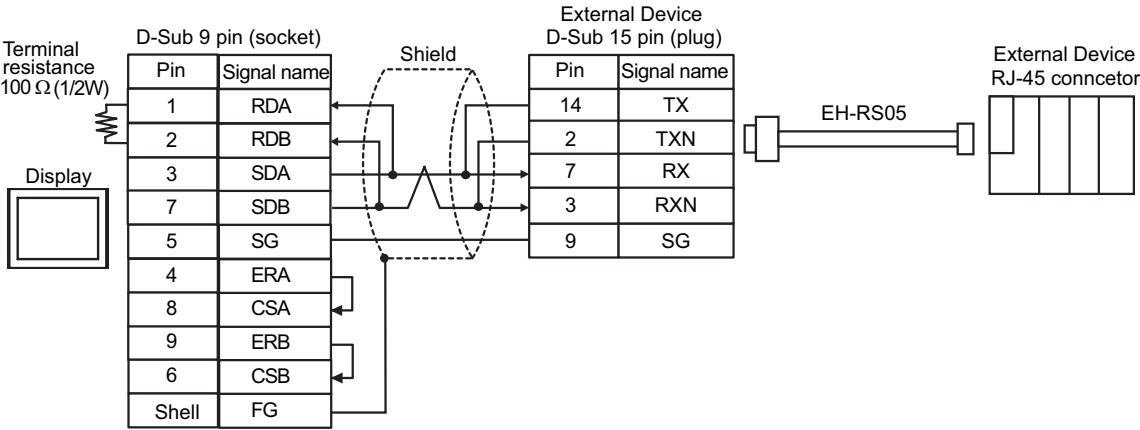 External Device
D-Sub 9 pin (socket)
D-Sub 15 pin (plug)
Terminal
resistance
100 Ω (1/2W)
Shield
External Device
RJ-45 conncetor
Pin Signal name
Pin Signal name
1 RDA
14 TX
EH-RS05
2 RDB
2 TXN
3 SDA
7 RX
Display
7 SDB
3 RXN
5 SG
9 SG
4 ERA
8 CSA
9 ERB
6 CSB
Shell FG